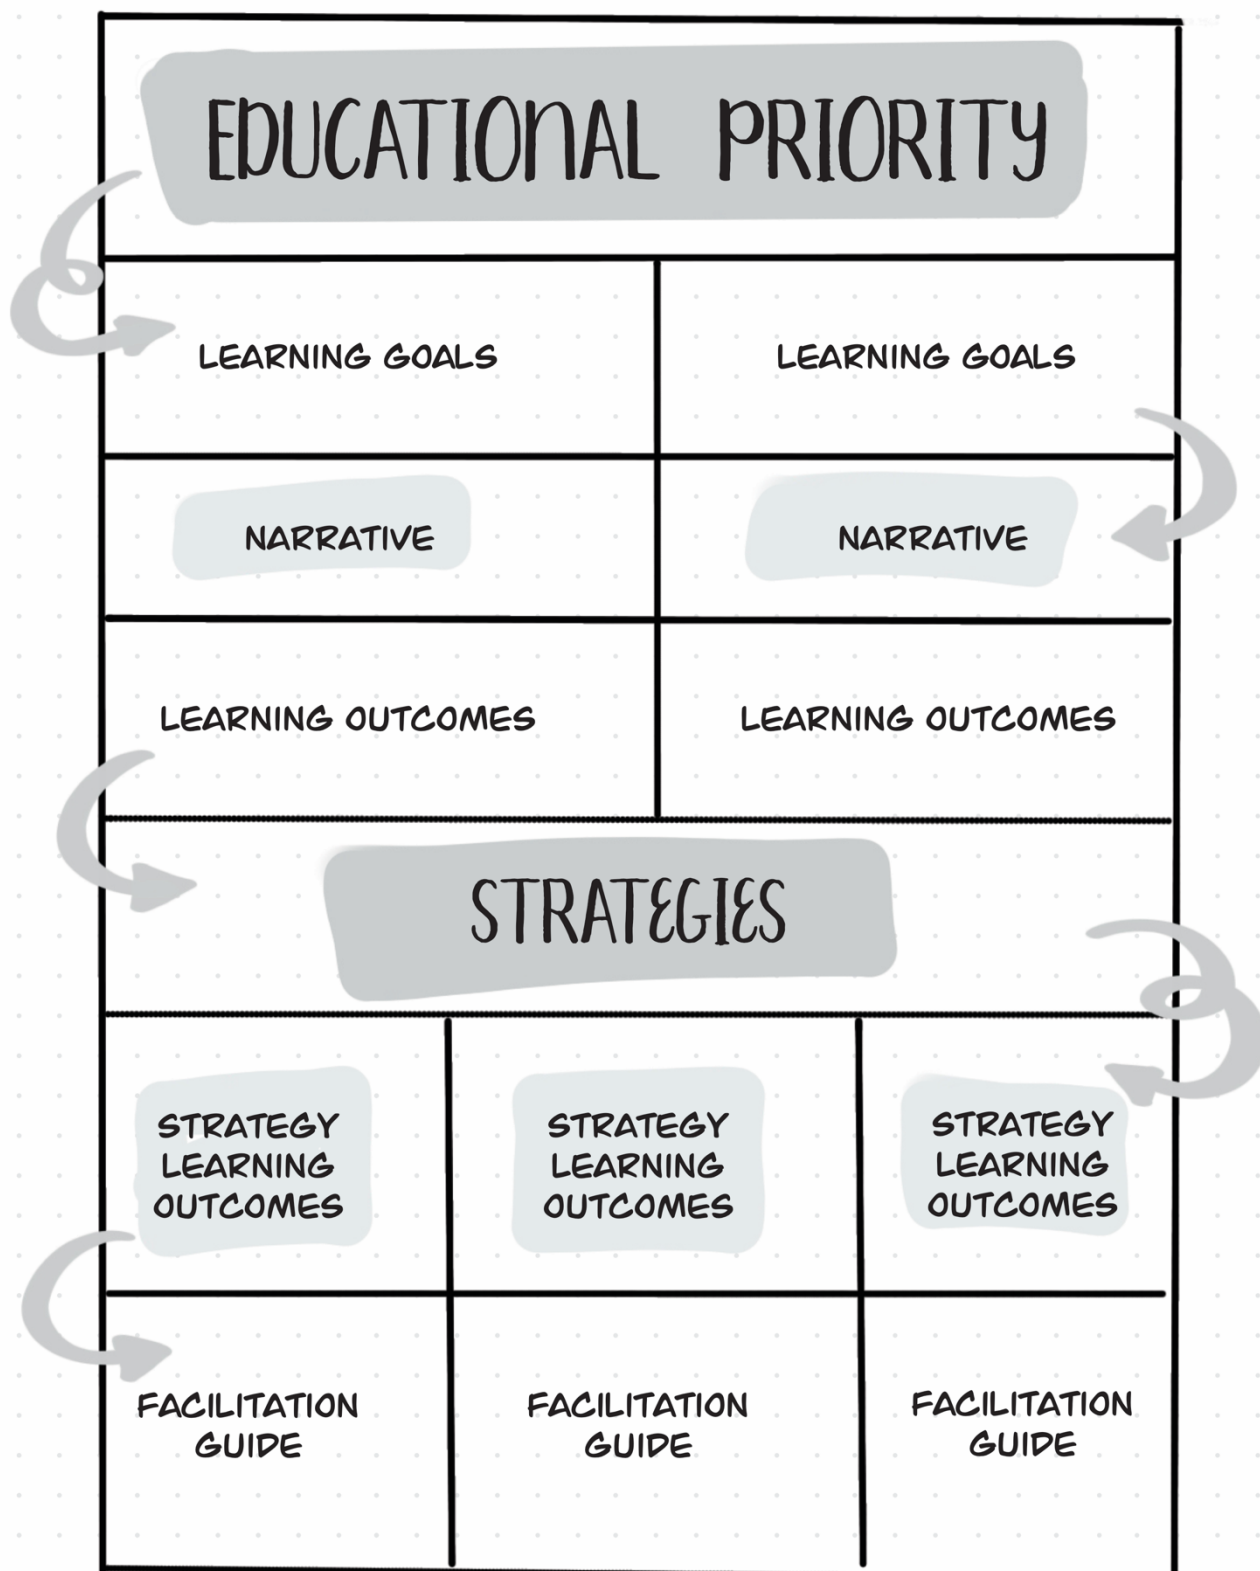 EDUCATIONAL PRIORITY
LEARNING GOALS
LEARNING GOALS
NARRATIVE
NARRATIVE
LEARNING OUTCOMES
LEARNING OUTCOMES
STRATEGIES
STRATEGY
LEARNING
OUTCOMES
STRATEGY
LEARNING
OUTCOMES
STRATEGY
LEARNING
OUTCOMES
FACILITATION
GUIDE
FACILITATION
GUIDE
FACILITATION
GUIDE